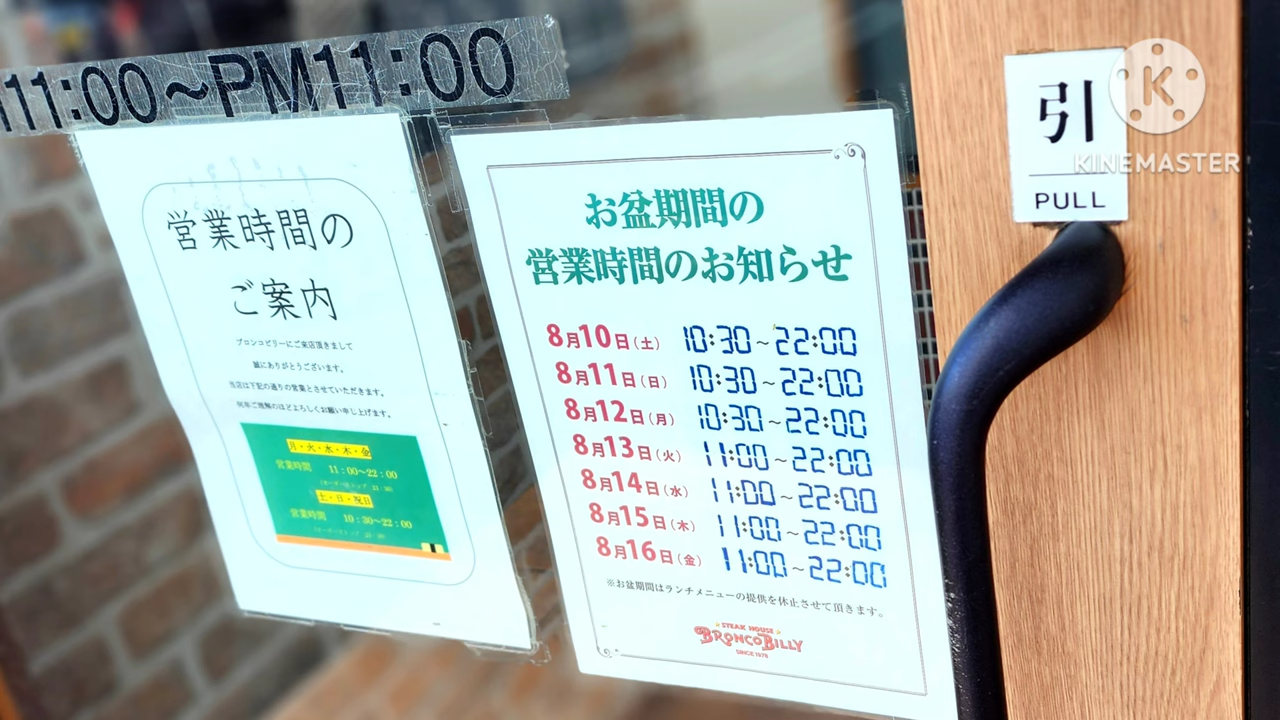 11:00~PM11:00
営業時間の
ご案内
ブロンコビリーにご来店頂きまして
誠にありがとうございます。
当店は下記の通りの営業とさせていただきます。
何卒ご理解のほどよろしくお願い申し上げます。
月・火・水・木・金
営業時間 11:00~22:00
土・日・祝日
営業時間 10:30~22:00
お盆期間の
営業時間のお知らせ
8月10日(土) 10:30~22:00
8月11日(日) 10:30~22:00
8月12日(月) 10:30~22:00
8月13日(火) 11:00~22:00
8月14日(水) 11:00~22:00
8月15日(木) 11:00~22:00
8月16日(金) 11:00~22:00
※お盆期間はランチメニューの提供を休止させて頂きます。
STEAK HOUSE
BRONCO BILLY
SINCE 1978
引
PULL
K
KINEMASTER